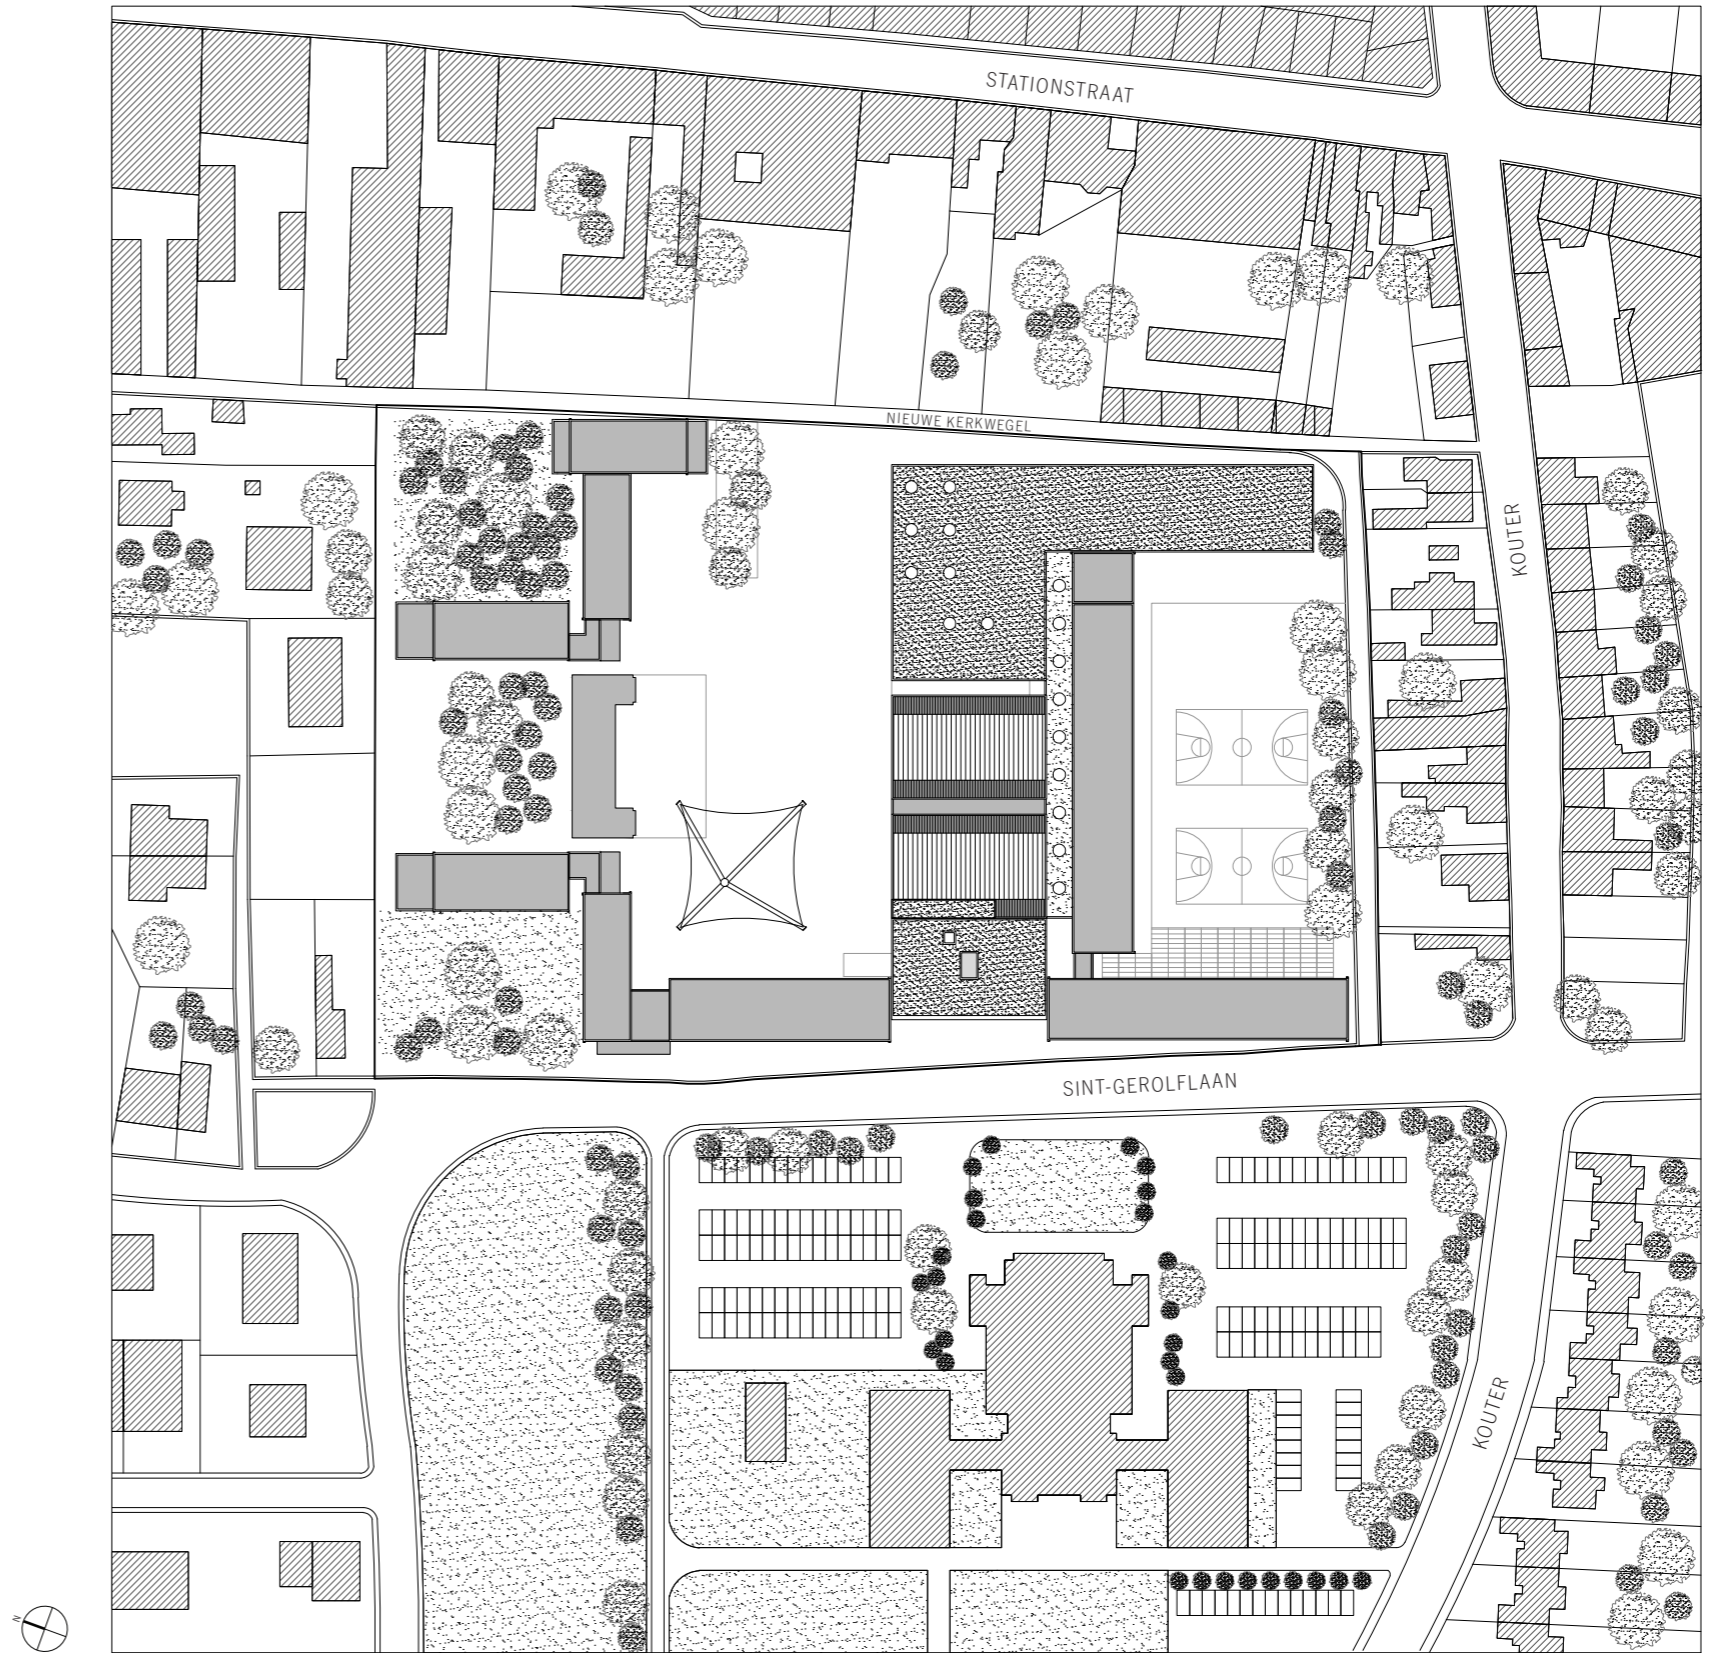 STATIONSTRAAT
NIEUWE KERKWEGEL
KOUTER
SINT-GEROLFLAAN
KOUTER
N